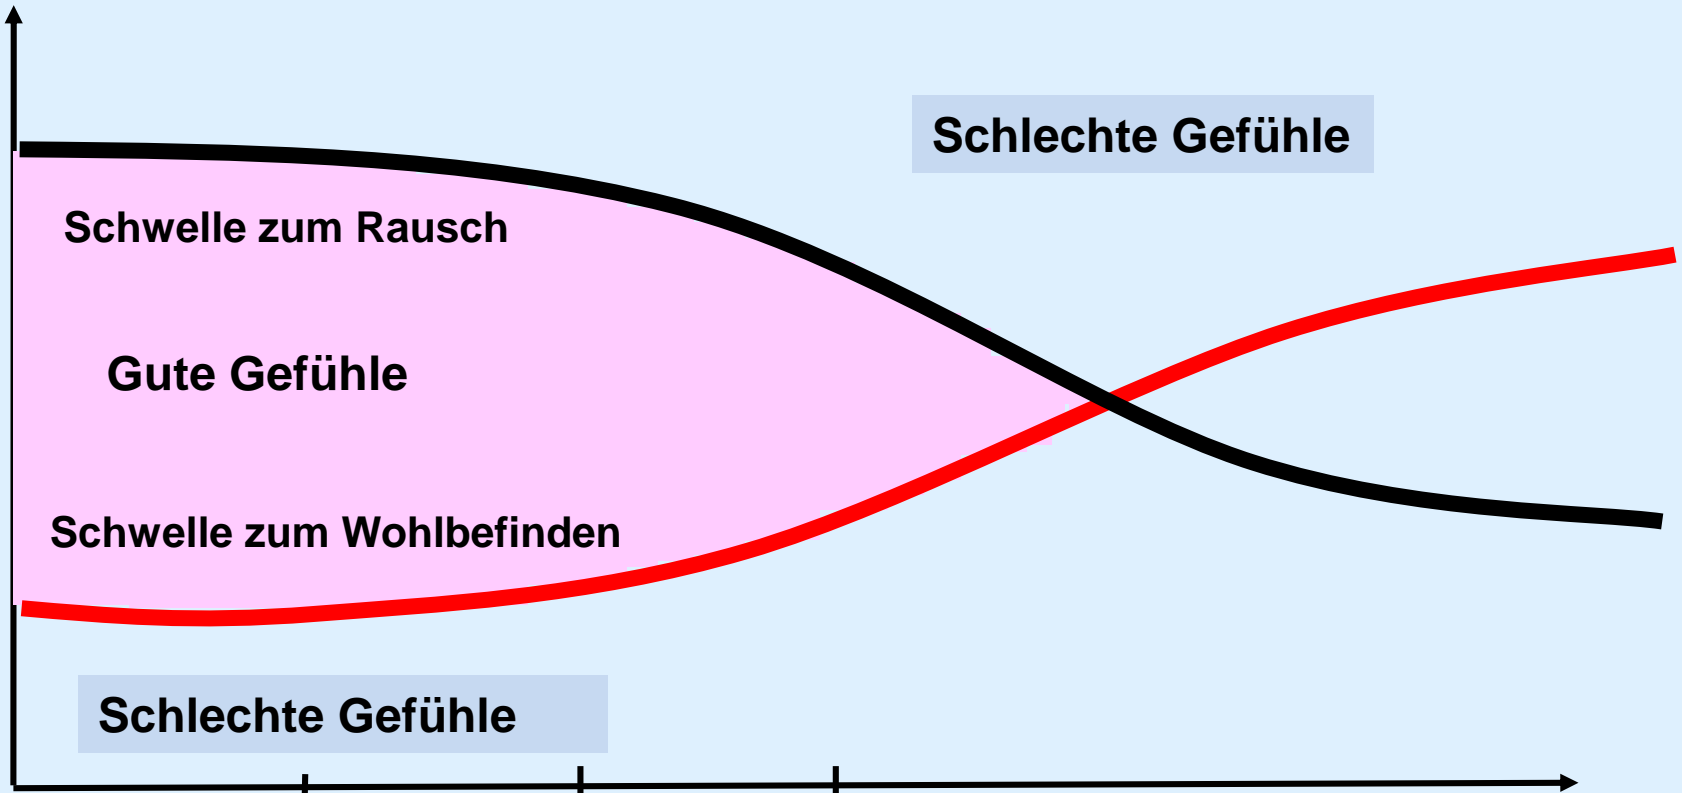 Schlechte Gefühle
Schwelle zum Rausch
Gute Gefühle
Schwelle zum Wohlbefinden
Schlechte Gefühle